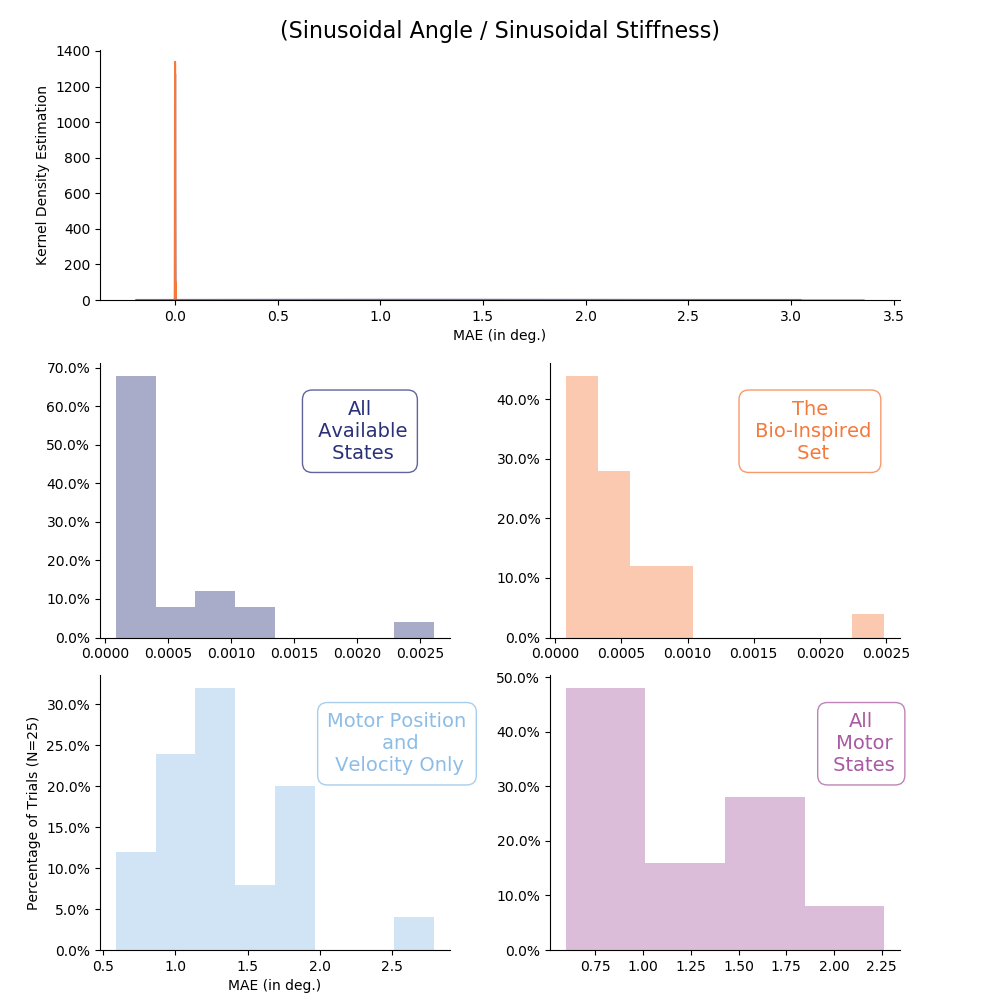 (Sinusoidal Angle / Sinusoidal Stiffness)
1400
1200
1000
800
600
400
200
0
Kernel Density Estimation
0.0 0.5 1.0 1.5 2.0 2.5 3.0 3.5
MAE (in deg.)
70.0%
60.0%
50.0%
40.0%
30.0%
20.0%
10.0%
0.0%
All
Available
States
0.0000 0.0005 0.0010 0.0015 0.0020 0.0025
40.0%
30.0%
20.0%
10.0%
0.0%
The
Bio-Inspired
Set
0.0000 0.0005 0.0010 0.0015 0.0020 0.0025
Percentage of Trials (N=25)
30.0%
25.0%
20.0%
15.0%
10.0%
5.0%
0.0%
Motor Position
and
Velocity Only
0.5 1.0 1.5 2.0 2.5
MAE (in deg.)
50.0%
40.0%
30.0%
20.0%
10.0%
0.0%
All
Motor
States
0.75 1.00 1.25 1.50 1.75 2.00 2.25